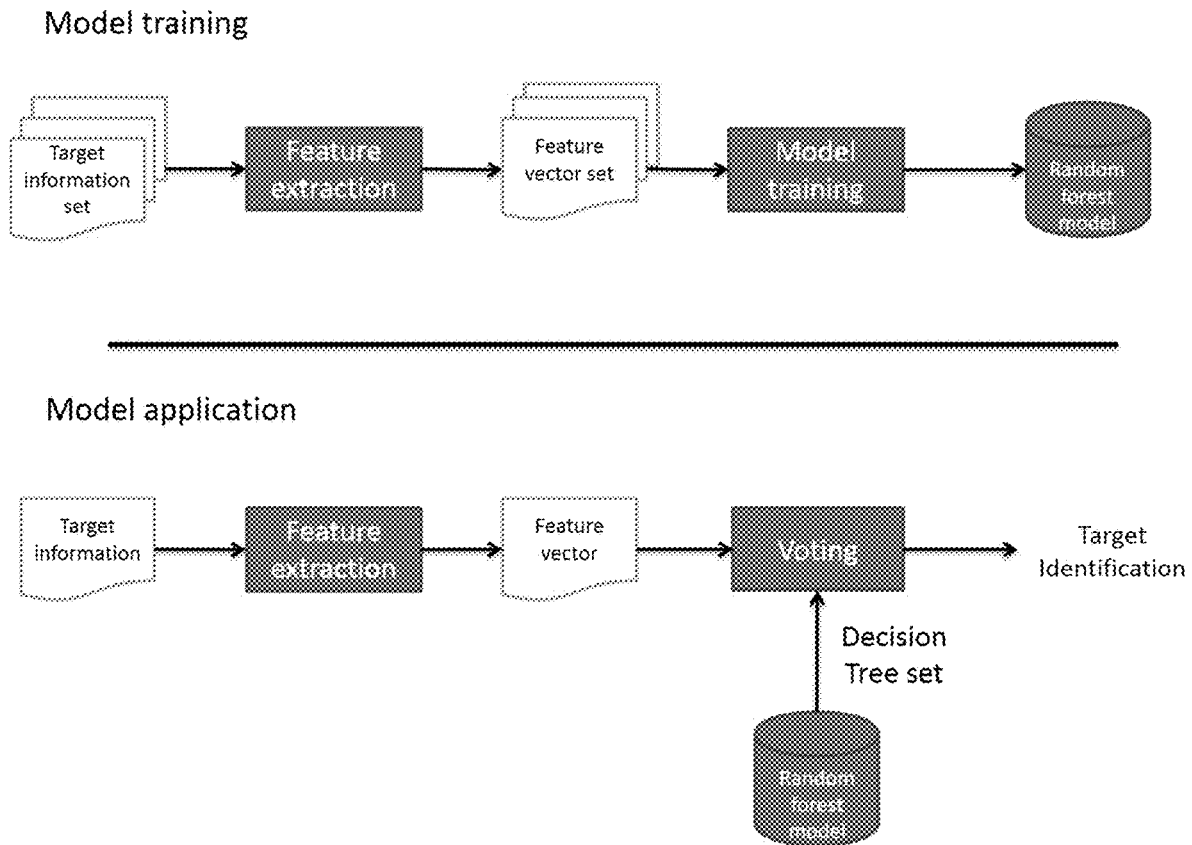 Model training
Target
information
set
Feature
extraction
Feature
vector set
Model
training
Random
forest
model
Model application
Target
information
Feature
extraction
Feature
vector
Voting
Target
Identification
Decision
Tree set
Random
forest
model